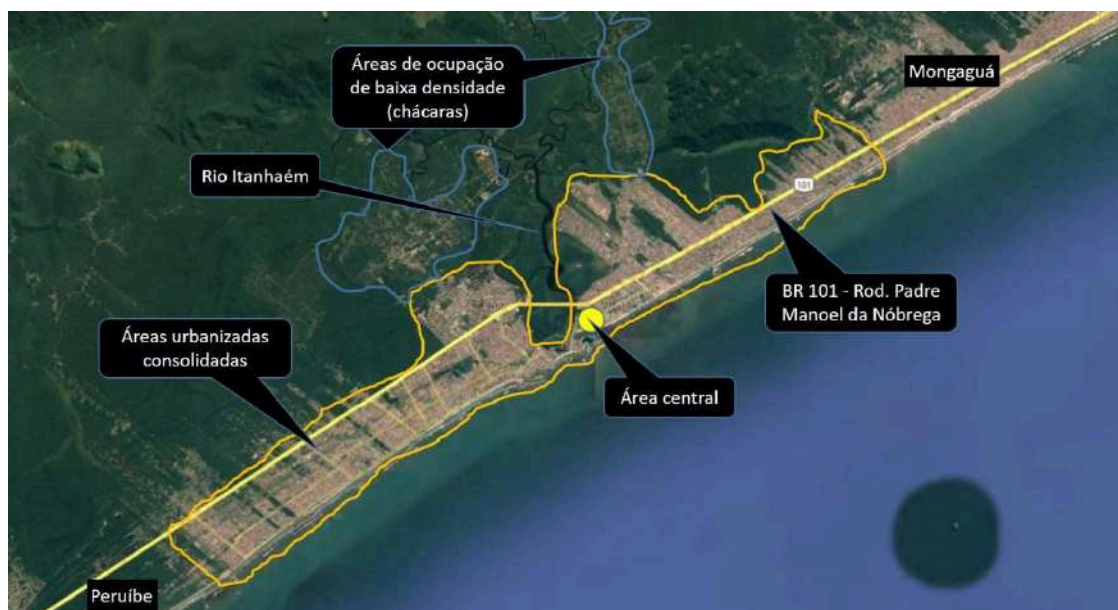 Áreas de ocupação
de baixa densidade
(chácaras)
Mongaguá
Rio Itanhaém
101
BR 101 - Rod. Padre
Manoel da Nóbrega
Áreas urbanizadas
consolidadas
Área central
Peruíbe